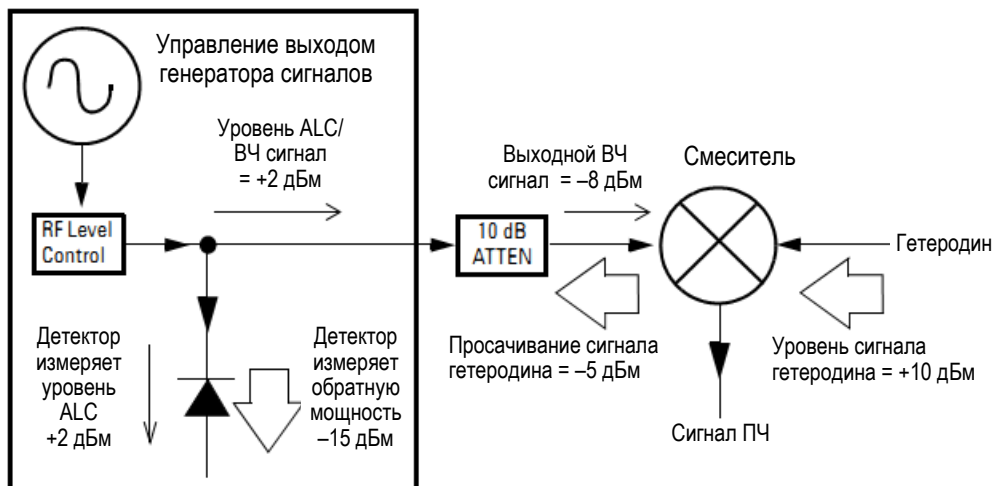 Управление выходом
генератора сигналов
Уровень ALC/
ВЧ сигнал
= +2 дБм
Выходной ВЧ
сигнал = –8 дБм
Смеситель
RF Level
Control
10 dB
ATTEN
Гетеродин
Детектор
измеряет
уровень
ALC
+2 дБм
Детектор
измеряет
обратную
мощность
–15 дБм
Просачивание сигнала
гетеродина = –5 дБм
Уровень сигнала
гетеродина = +10 дБм
Сигнал ПЧ